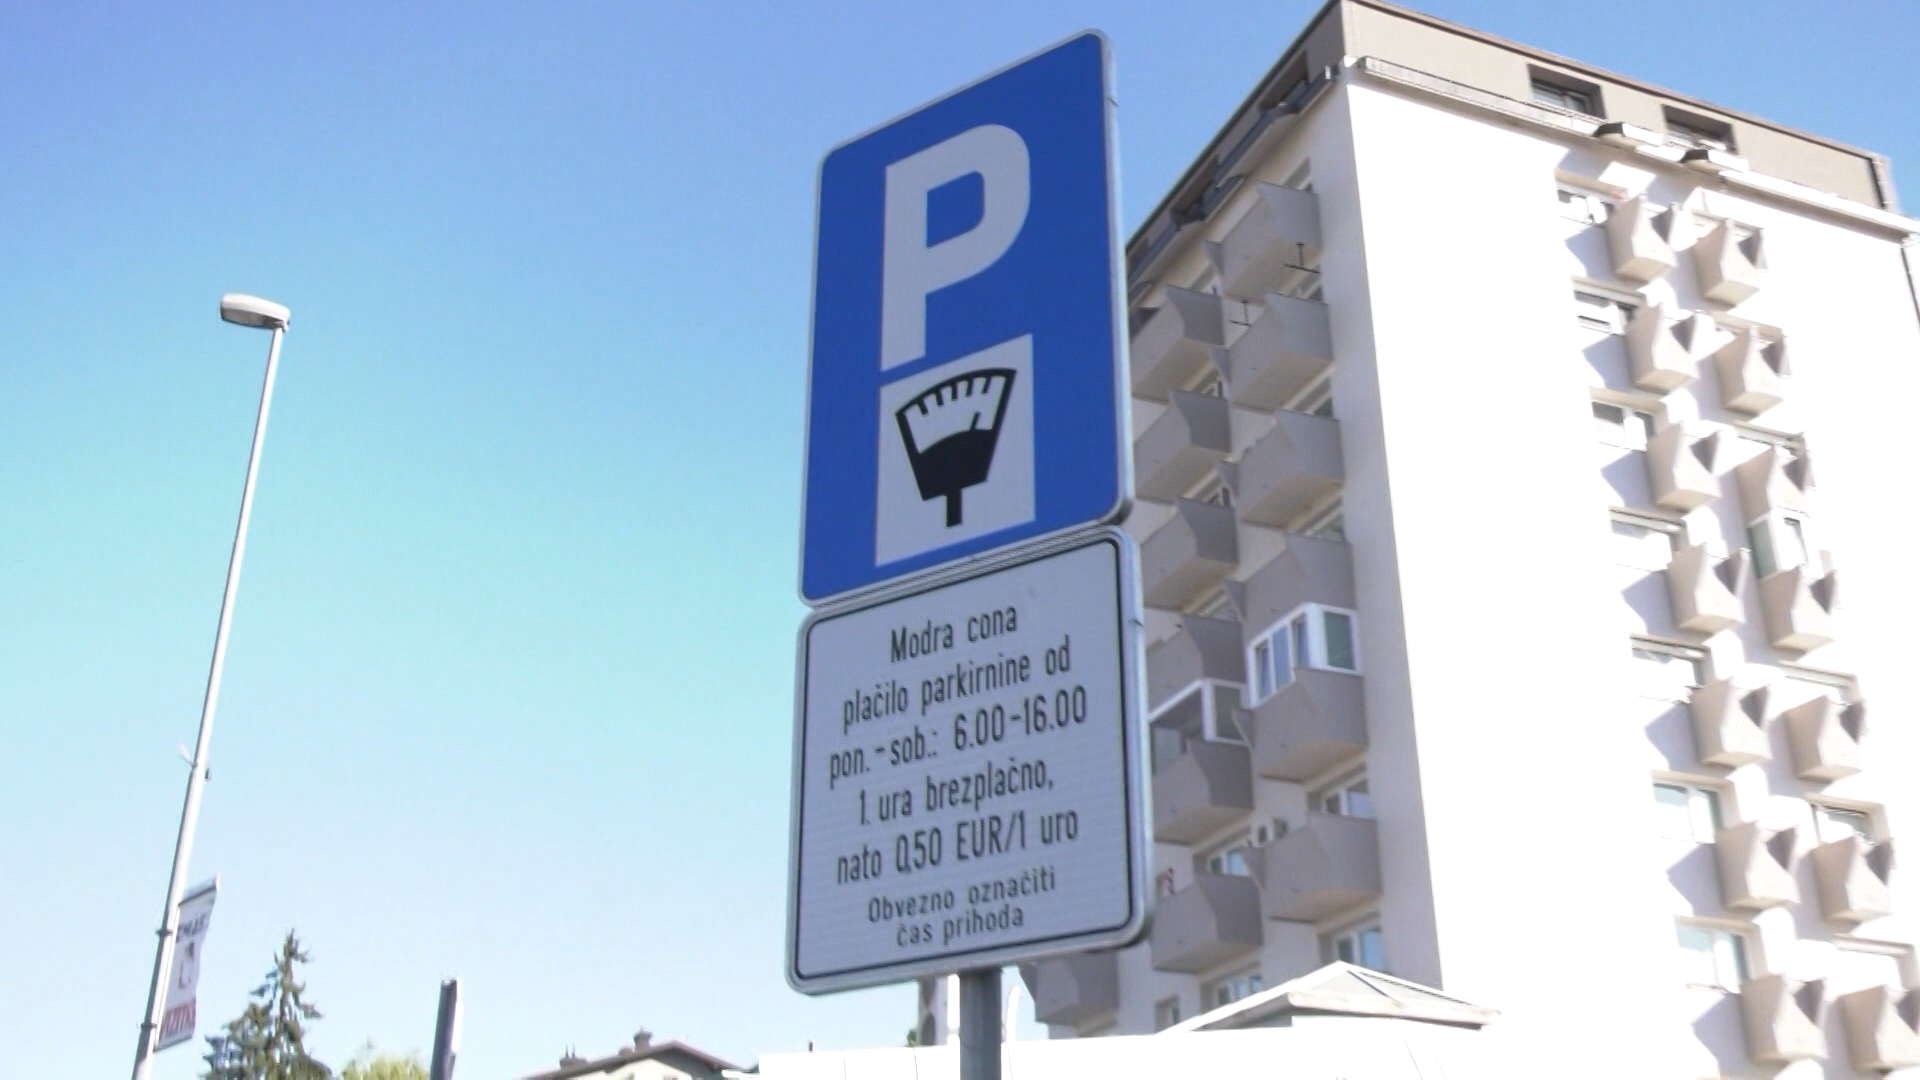 P
Modra cona
plačilo parkirnine od
pon.-sob.: 6.00-16.00
1. ura brezplačno,
nato 0,50 EUR/1 uro
Obvezno označiti
čas prihoda